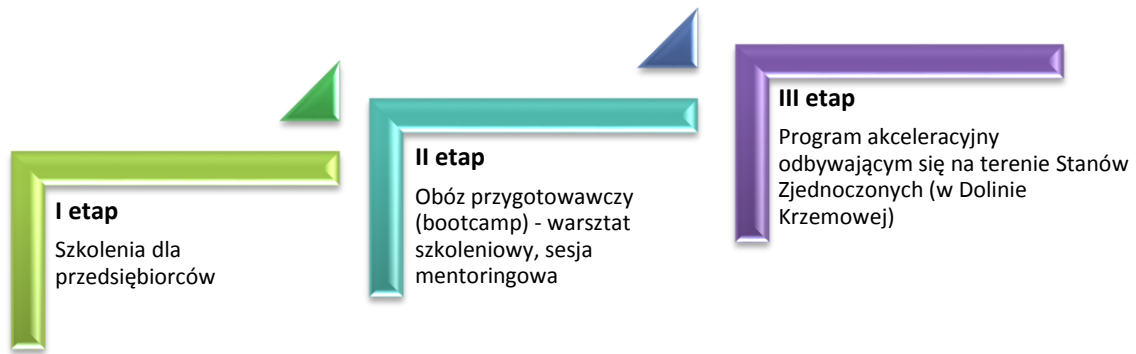 I etap
Szkolenia dla
przedsiębiorców
II etap
Obóz przygotowawczy
(bootcamp) - warsztat
szkoleniowy, sesja
mentoringowa
III etap
Program akceleracyjny
odbywającym się na terenie Stanów
Zjednoczonych (w Dolinie
Krzemowej)